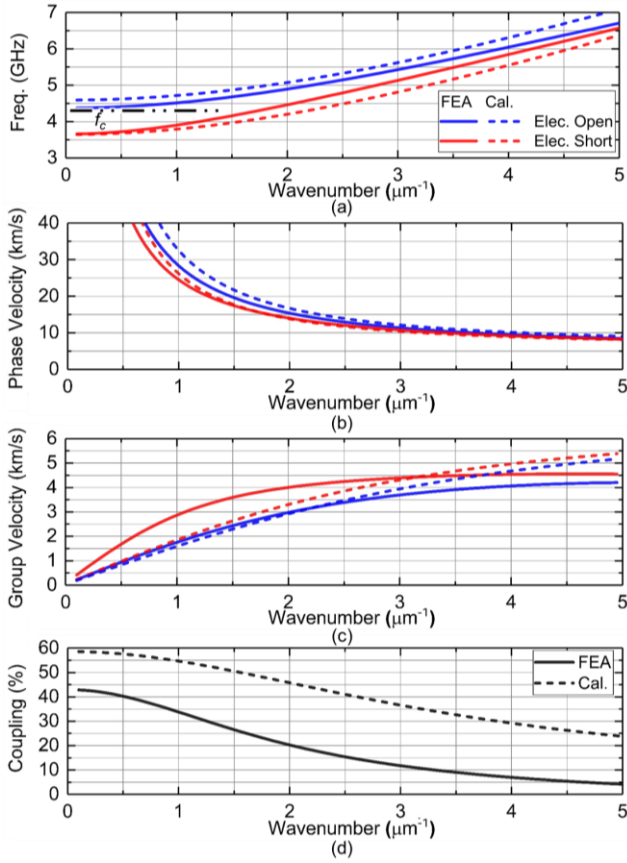 7
6
5
4
3
Freq. (GHz)
f_c
FEA Cal.
Elec. Open
Elec. Short
0 1 2 3 4 5
Wavenumber (μm⁻¹)
(a)
40
30
20
10
0
Phase Velocity (km/s)
0 1 2 3 4 5
Wavenumber (μm⁻¹)
(b)
6
5
4
3
2
1
0
Group Velocity (km/s)
0 1 2 3 4 5
Wavenumber (μm⁻¹)
(c)
60
50
40
30
20
10
0
Coupling (%)
FEA
Cal.
0 1 2 3 4 5
Wavenumber (μm⁻¹)
(d)